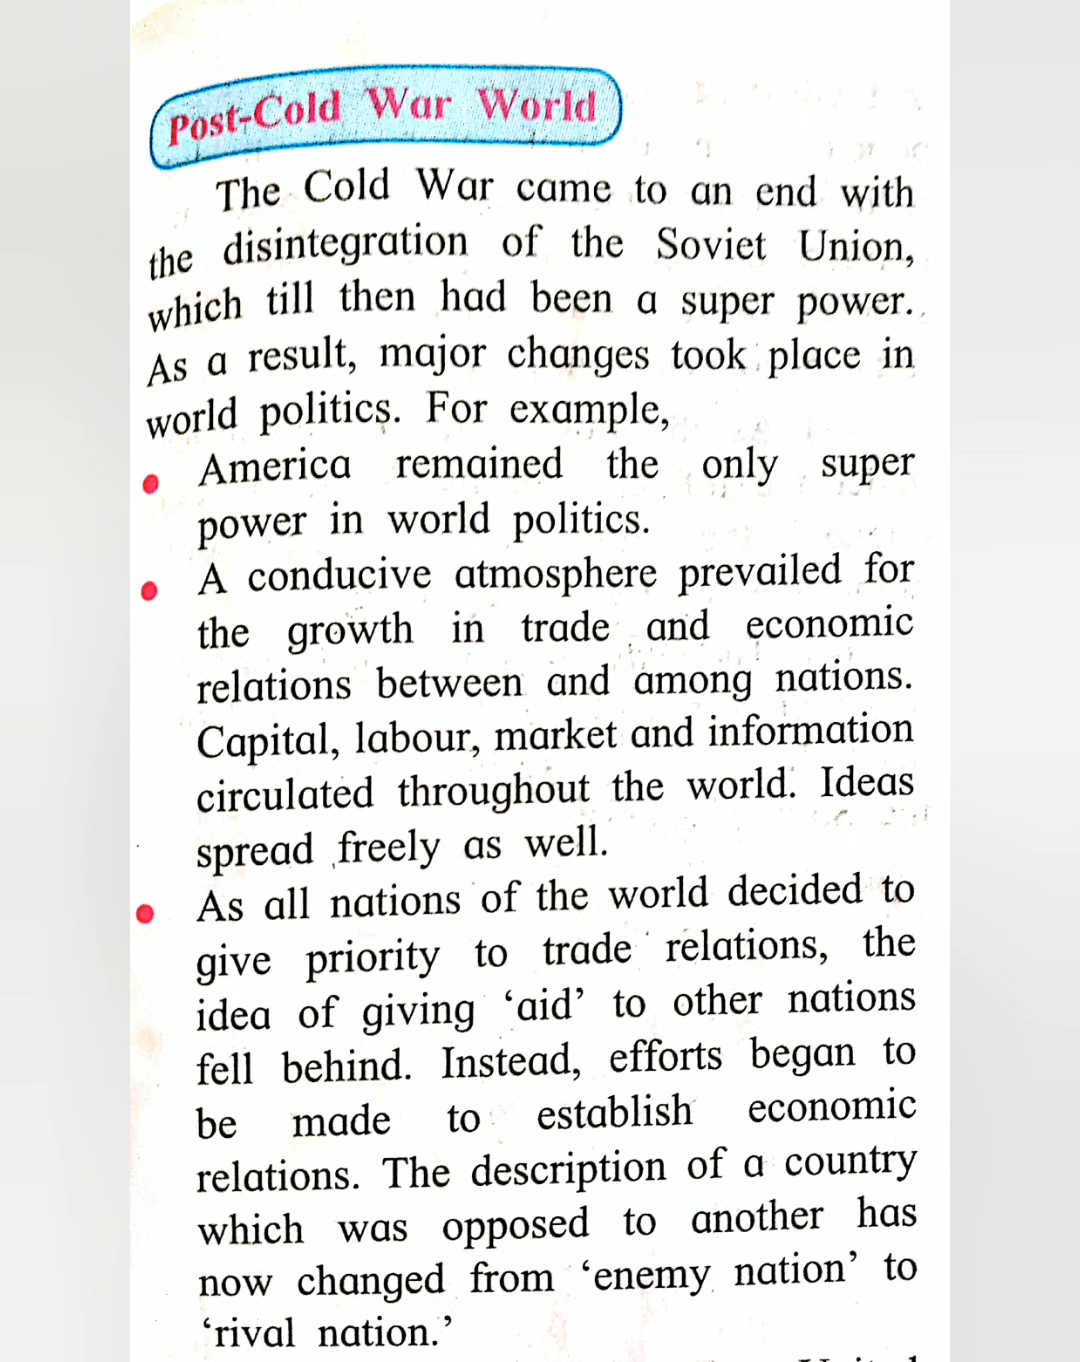 Post-Cold War World
The Cold War came to an end with
the disintegration of the Soviet Union,
which till then had been a super power.
As a result, major changes took place in
world politics. For example,
• America remained the only super
power in world politics.
• A conducive atmosphere prevailed for
the growth in trade and economic
relations between and among nations.
Capital, labour, market and information
circulated throughout the world. Ideas
spread freely as well.
• As all nations of the world decided to
give priority to trade relations, the
idea of giving ‘aid’ to other nations
fell behind. Instead, efforts began to
be made to establish economic
relations. The description of a country
which was opposed to another has
now changed from ‘enemy nation’ to
‘rival nation.’